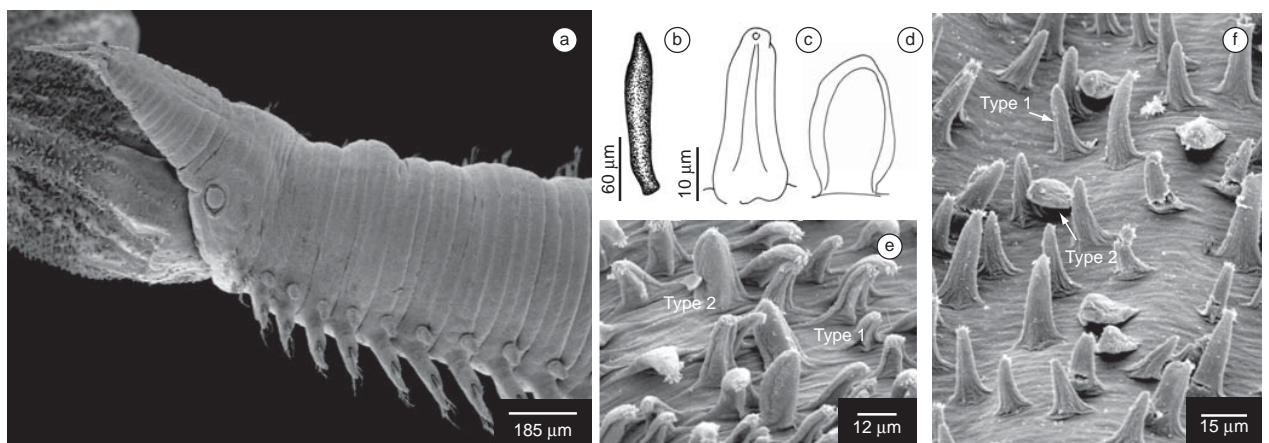 a
185 μm
b
60 μm
c
10 μm
d
e
Type 2
Type 1
12 μm
f
Type 1
Type 2
15 μm